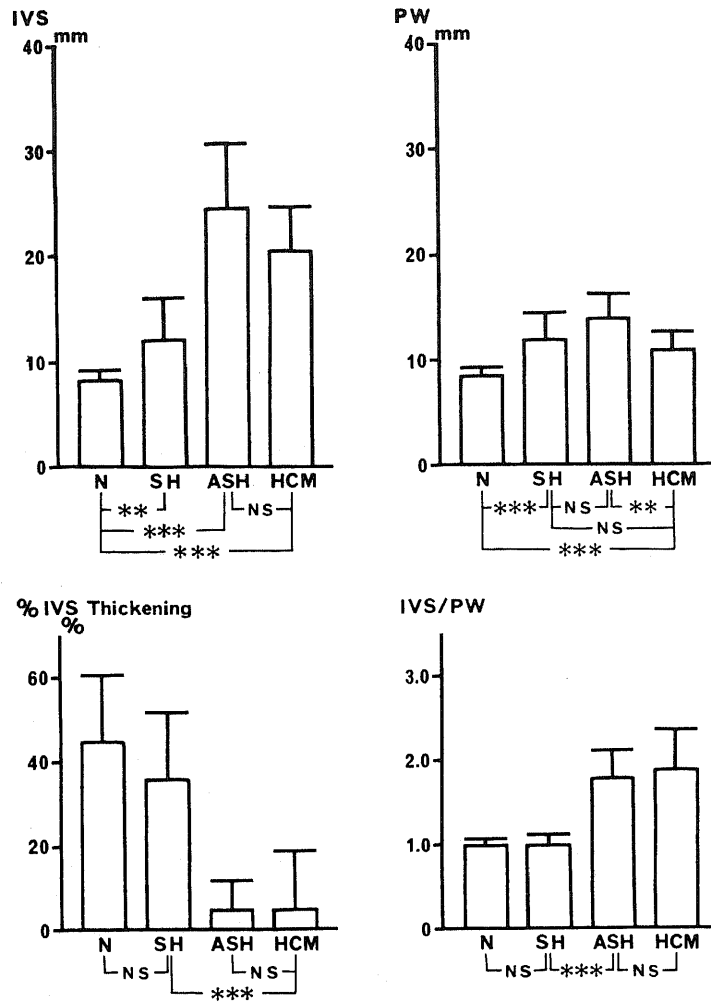 IVS
mm
40
30
20
10
0
N SH ASH HCM
** NS
***
***
PW
mm
40
30
20
10
0
N SH ASH HCM
*** NS **
NS
***
% IVS Thickening
%
60
40
20
0
N SH ASH HCM
NS NS
***
IVS/PW
3.0
2.0
1.0
0
N SH ASH HCM
NS *** NS